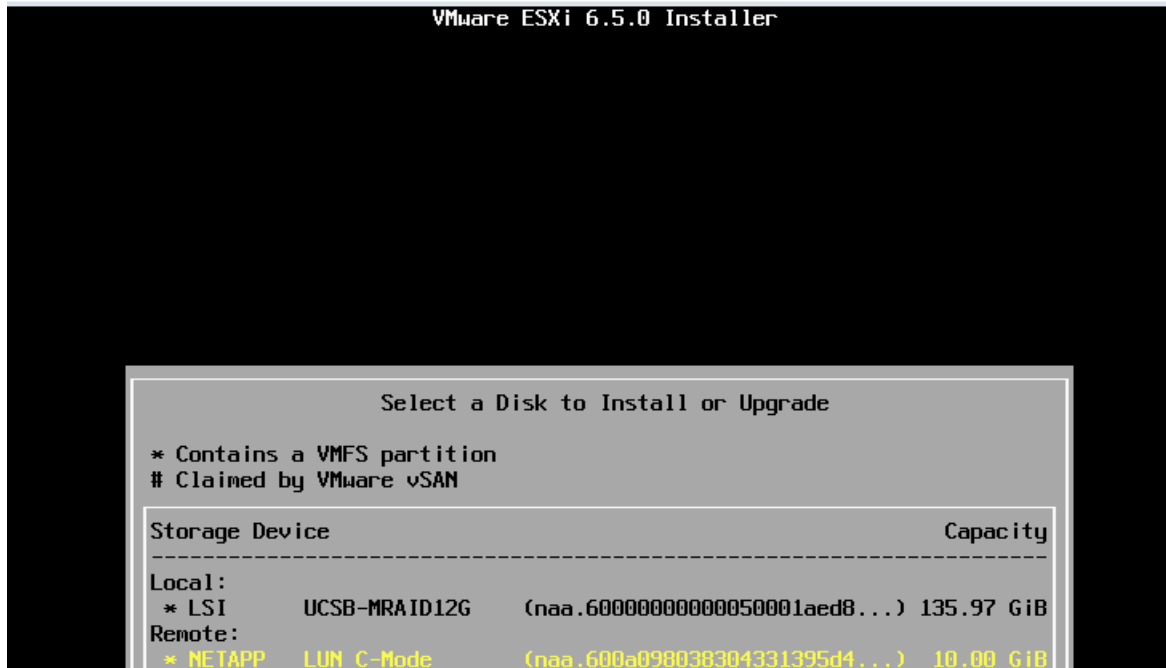 VMware ESXi 6.5.0 Installer
Select a Disk to Install or Upgrade
* Contains a VMFS partition
# Claimed by VMware vSAN
Storage Device Capacity
Local:
* LSI UCSB-MRAID12G (naa.60000000000050001aed8...) 135.97 GiB
Remote:
* NETAPP LUN C-Mode (naa.600a098038304331395d4...) 10.00 GiB